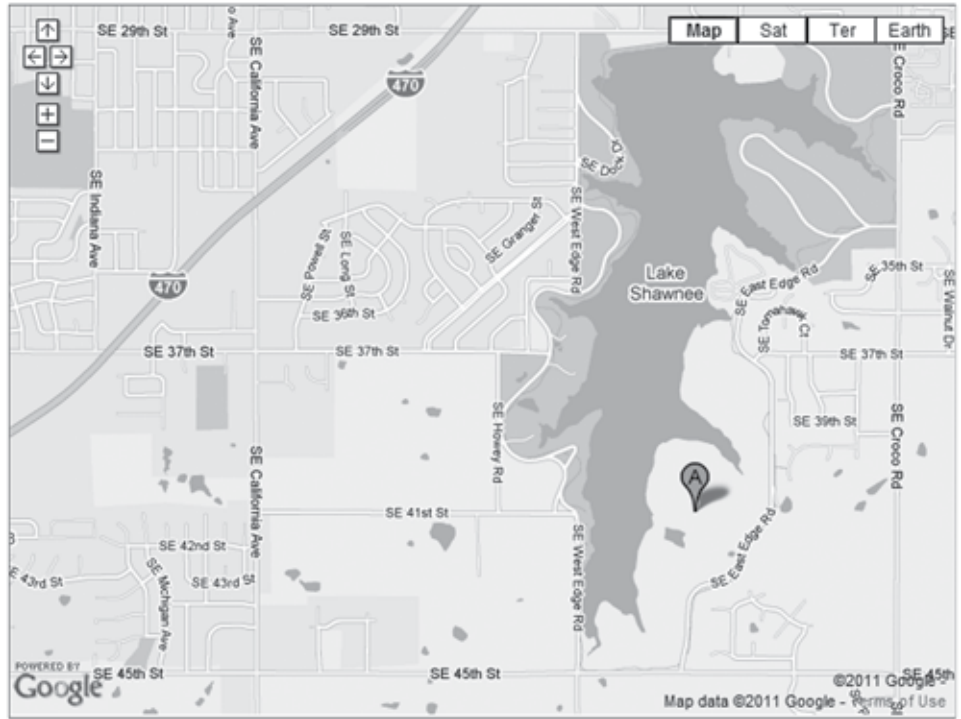 SE 29th St
SE 29th St
o Ave
Map
Sat
Ter
Earth
SE California Ave
E Croco Rd
470
SE Indiana Ave
SE West Edge Rd
SE Granger St
SE Powell St
SE Long St
470
Lake
Shawnee
SE East Edge Rd
SE 35th St
SE Walnut Dr
SE 36th St
SE Tomahawk Ct
SE 37th St
SE 37th St
SE 37th St
SE Howey Rd
SE 39th St
SE Croco Rd
SE California Ave
A
SE 41st St
SE 42nd St
SE West Edge Rd
SE East Edge Rd
E 43rd St
SE Michigan Ave
SE 43rd St
POWERED BY
Google
SE 45th St
SE 45th St
SE 45th
©2011 Google -
Map data ©2011 Google - Terms of Use